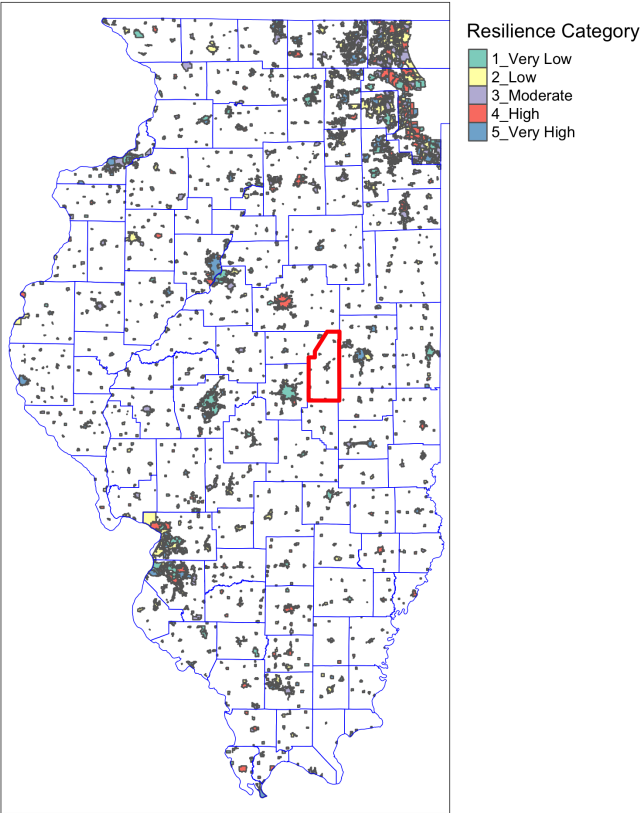 Resilience Category
1_Very Low
2_Low
3_Moderate
4_High
5_Very High